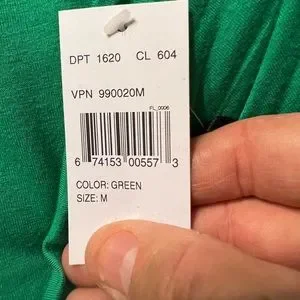 DPT 1620 CL 604
VPN 990020M
FL_0006
6 74153 00557 3
COLOR: GREEN
SIZE: M